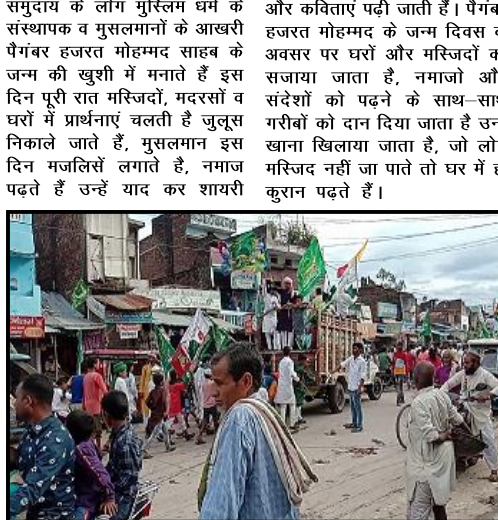 समुदाय के लोग मुस्लिम धर्म के
संस्थापक व मुसलमानों के आखरी
पैगंबर हजरत मोहम्मद साहब के
जन्म की खुशी में मनाते हैं इस
दिन पूरी रात मस्जिदों, मदरसों व
घरों में प्रार्थनाएं चलती है जुलूस
निकाले जाते हैं, मुसलमान इस
दिन मजलिसें लगाते है, नमाज
पढ़ते हैं उन्हें याद कर शायरी
और कविताएं पढ़ी जाती हैं। पैगंब
हजरत मोहम्मद के जन्म दिवस
अवसर पर घरों और मस्जिदों
सजाया जाता है, नमाजो औ
संदेशों को पढ़ने के साथ–सा
गरीबों को दान दिया जाता है उन
खाना खिलाया जाता है, जो लो
मस्जिद नहीं जा पाते तो घर में
कुरान पढ़ते हैं।